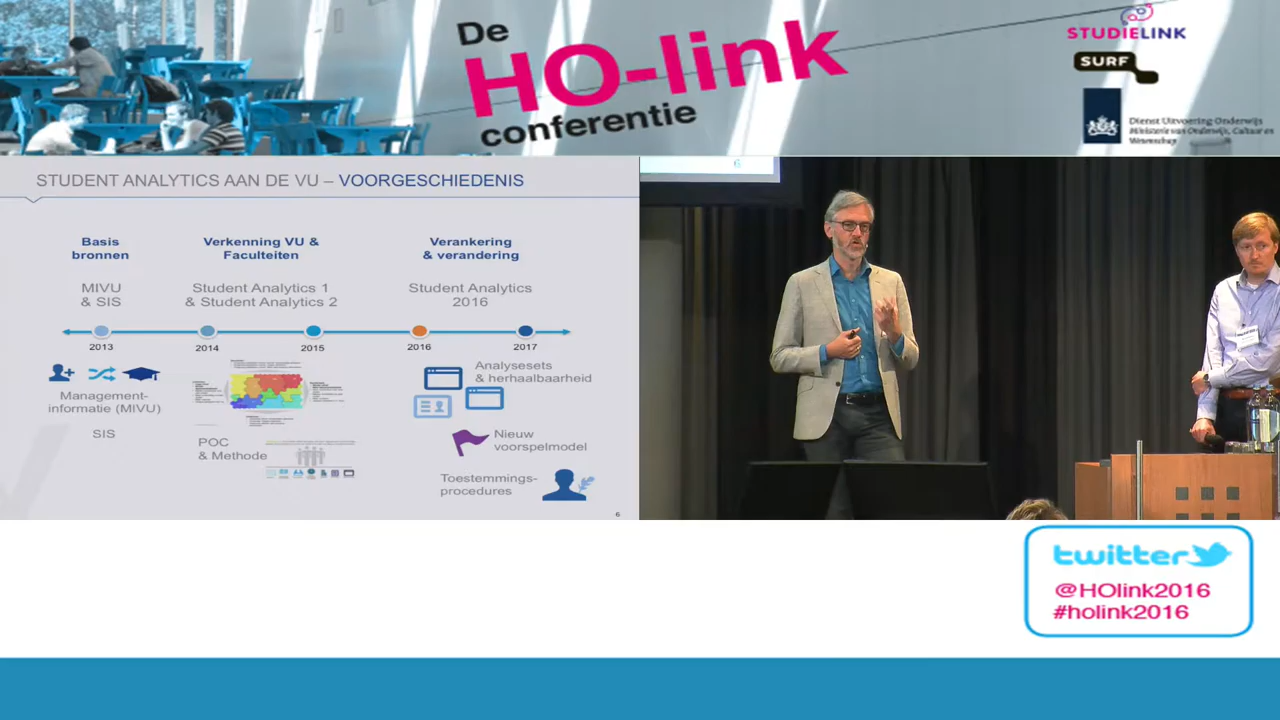 De
HO-link
conferentie
STUDIELINK
SURF
Dienst Uitvoering Onderwijs
Ministerie van Onderwijs, Cultuur en
Wetenschap
STUDENT ANALYTICS AAN DE VU – VOORGESCHIEDENIS
Basis
bronnen
Verkenning VU &
Faculteiten
Verankering
& verandering
MIVU
& SIS
Student Analytics 1
& Student Analytics 2
Student Analytics
2016
2013
2014
2015
2016
2017
Management-
informatie (MIVU)
SIS
POC
& Methode
Analysesets
& herhaalbaarheid
Nieuw
voorspelmodel
Toestemmings-
procedures
6
6
twitter
@HOlink2016
#holink2016